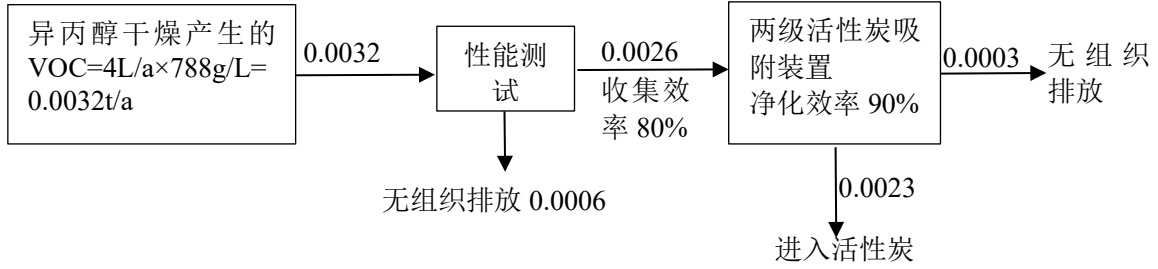 异丙醇干燥产生的
VOC=4L/a×788g/L=
0.0032t/a
0.0032
性能测
试
0.0026
收集效
率 80%
两级活性炭吸
附装置
净化效率 90%
0.0003
无组织
排放
无组织排放 0.0006
0.0023
进入活性炭